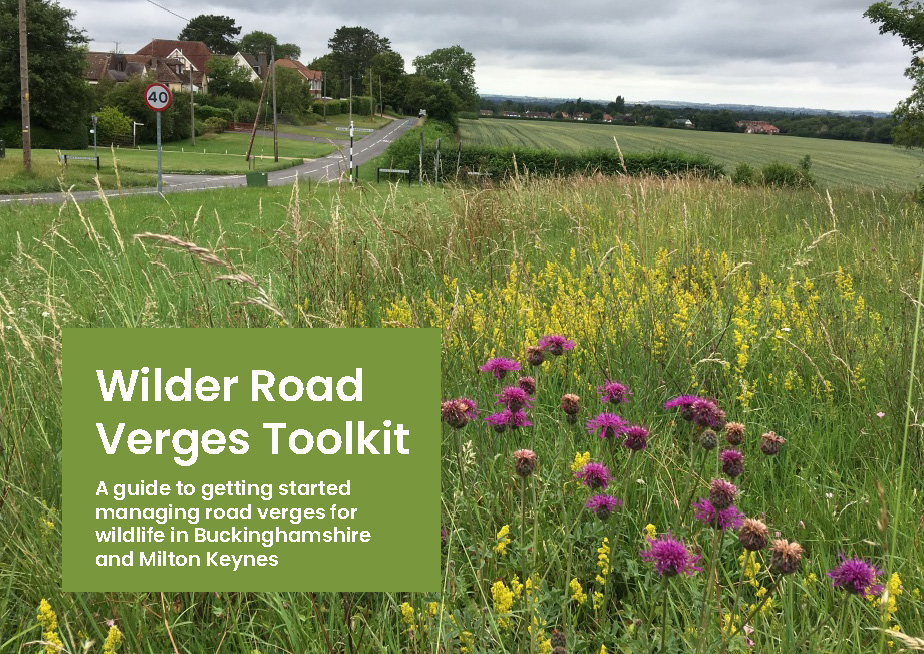 40
Wilder Road
Verges Toolkit
A guide to getting started
managing road verges for
wildlife in Buckinghamshire
and Milton Keynes